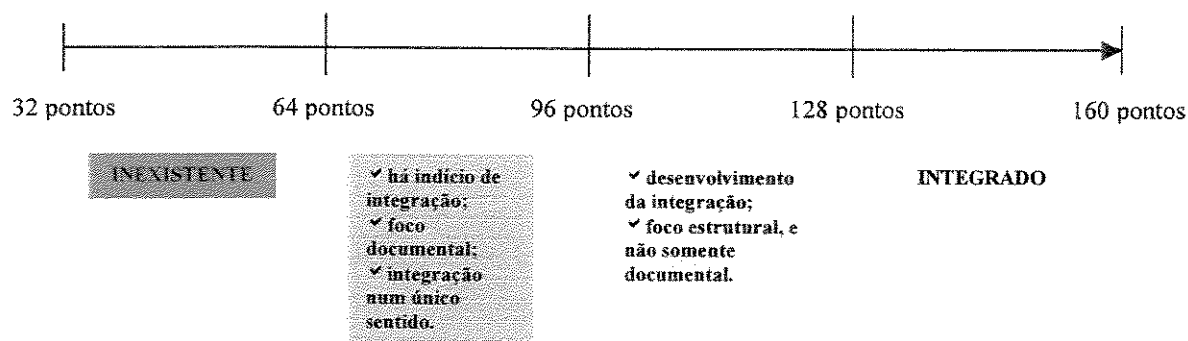 32 pontos 64 pontos 96 pontos 128 pontos 160 pontos
INEXISTENTE
✓ há indício de
integração;
✓ foco
documental;
✓ integração
num único
sentido.
✓ desenvolvimento
da integração;
✓ foco estrutural, e
não somente
documental.
INTEGRADO